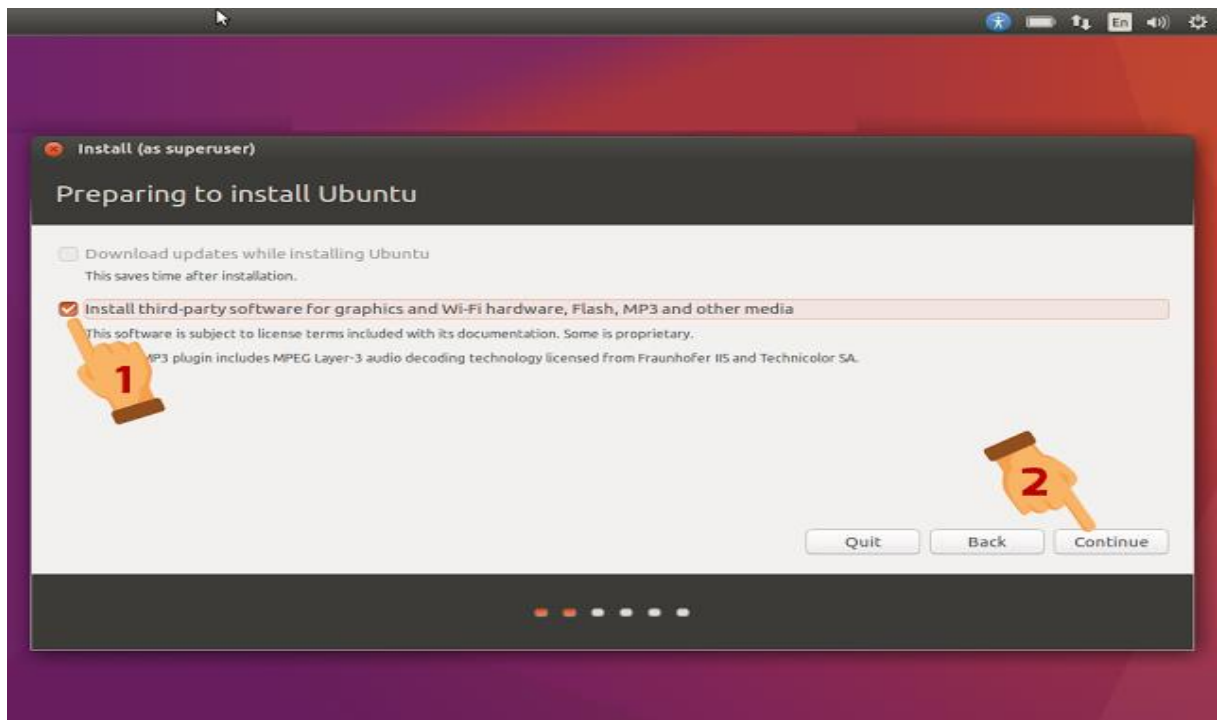 En
Install (as superuser)
Preparing to install Ubuntu
Download updates while installing Ubuntu
This saves time after installation.
Install third-party software for graphics and Wi-Fi hardware, Flash, MP3 and other media
This software is subject to license terms included with its documentation. Some is proprietary.
MP3 plugin includes MPEG Layer-3 audio decoding technology licensed from Fraunhofer IIS and Technicolor SA.
1
2
Quit Back Continue